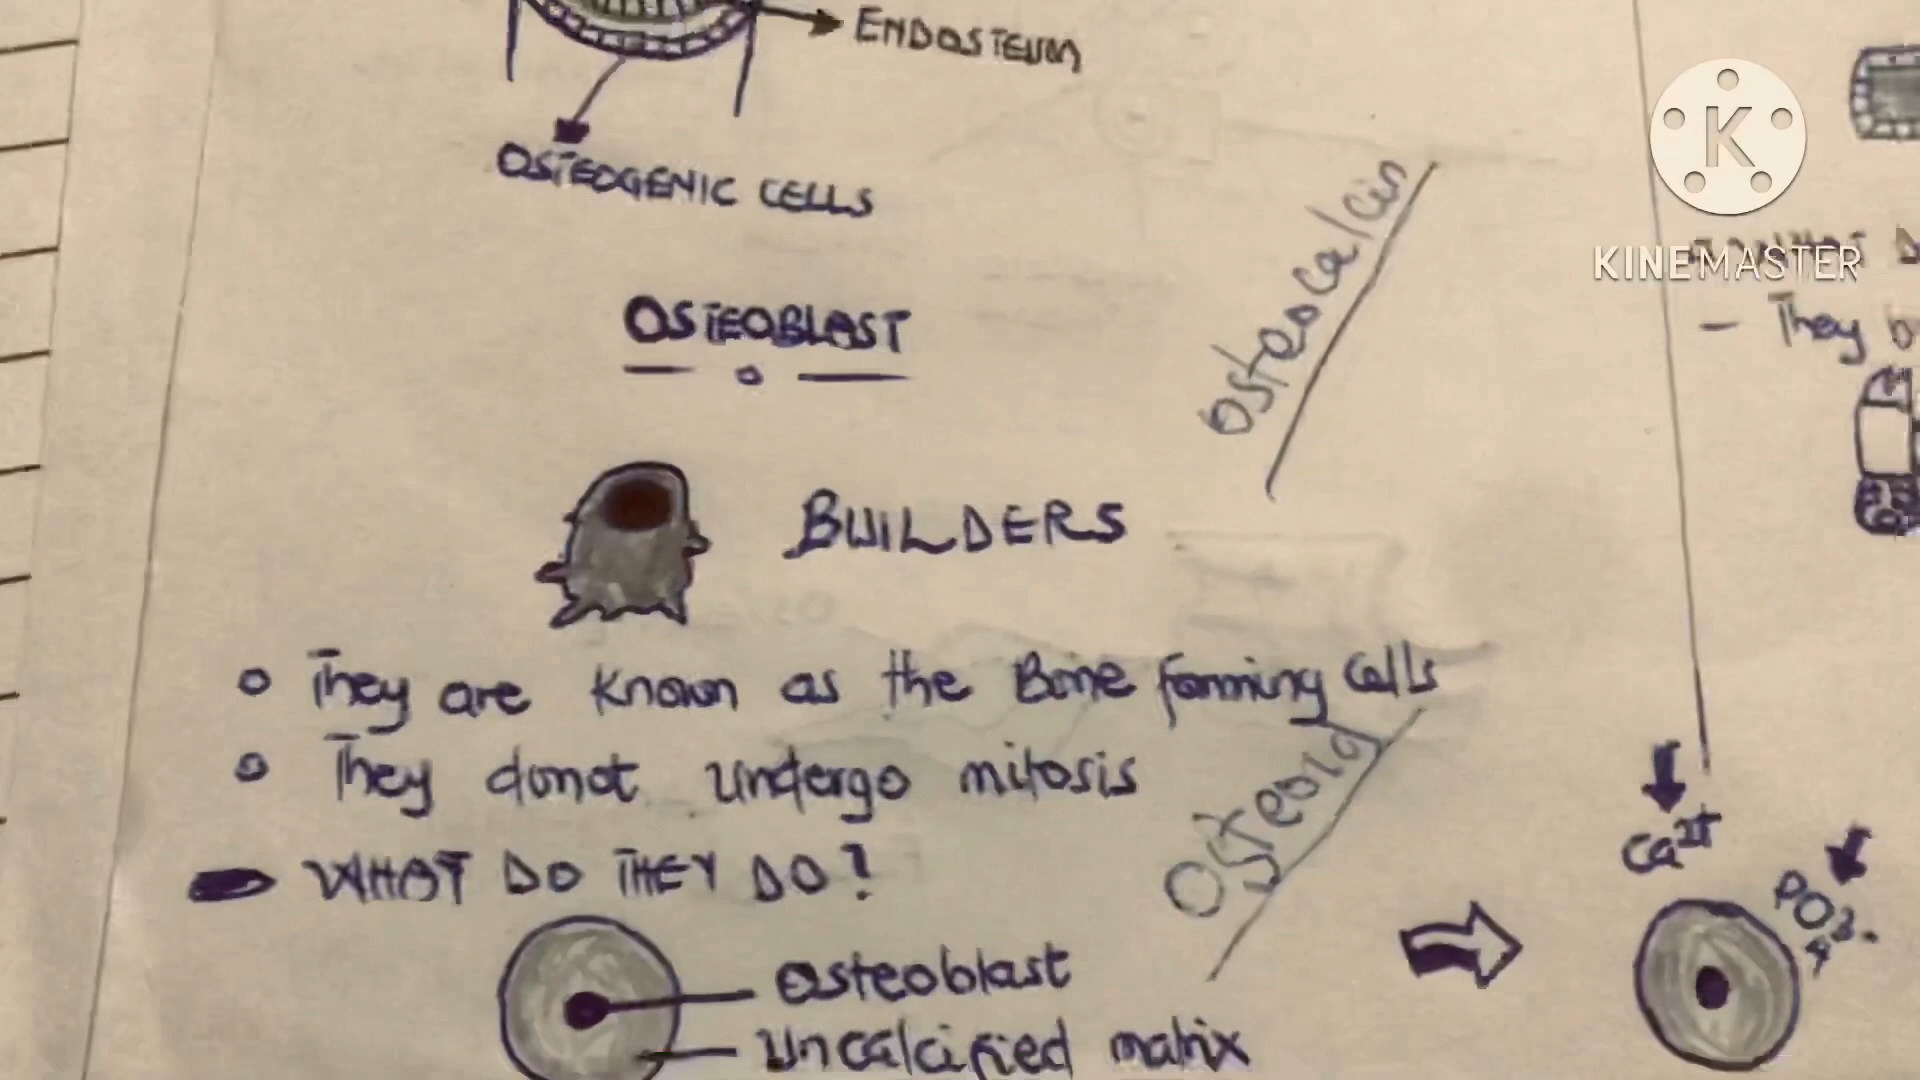 ENDOSTEUM
OSTEOGENIC CELLS
osteocalcin
OSTEOBLAST
BUILDERS
KINEMASTER
- They
They are known as the Bone forming cells
They donot undergo mitosis
Osteoid
WHAT DO THEY DO?
Ca2+
PO43-
osteoblast
uncalcified matrix